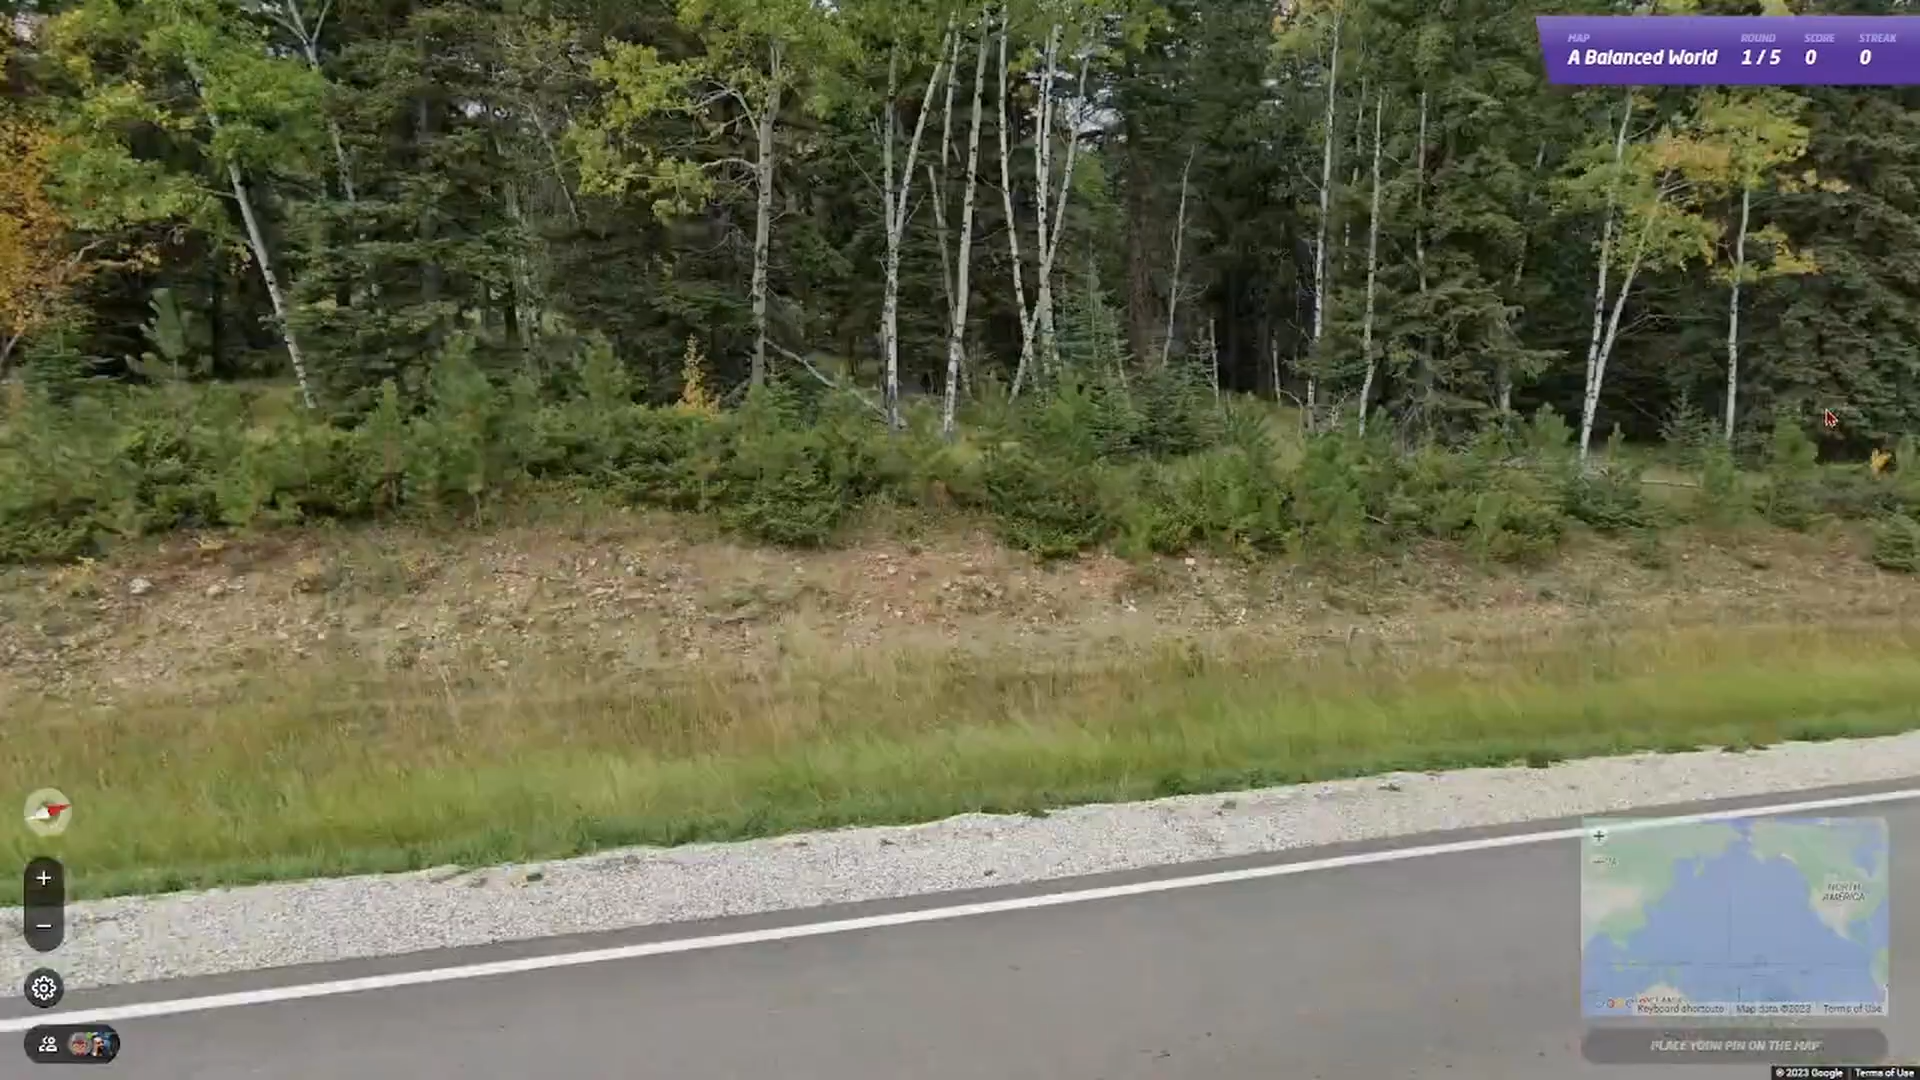 MAP ROUND SCORE STREAK
A Balanced World 1 / 5 0 0
NORTH AMERICA
Keyboard shortcuts Map data ©2023 Terms of Use
PLACE YOUR PIN ON THE MAP
© 2023 Google Terms of Use